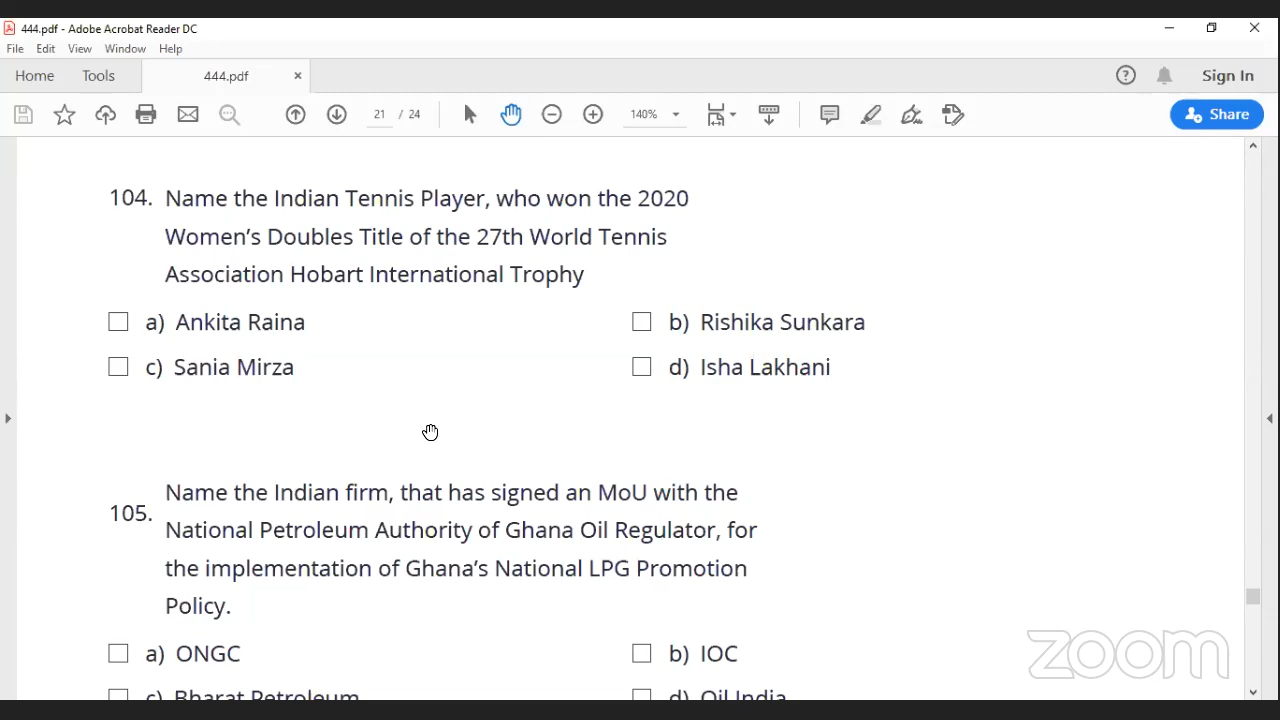 444.pdf - Adobe Acrobat Reader DC
File Edit View Window Help
Home Tools 444.pdf × Sign In
21 / 24 140% Share
104. Name the Indian Tennis Player, who won the 2020
Women’s Doubles Title of the 27th World Tennis
Association Hobart International Trophy
a) Ankita Raina b) Rishika Sunkara
c) Sania Mirza d) Isha Lakhani
Name the Indian firm, that has signed an MoU with the
105. National Petroleum Authority of Ghana Oil Regulator, for
the implementation of Ghana’s National LPG Promotion
Policy.
a) ONGC b) IOC
c) Bharat Petroleum d) Oil India
zoom